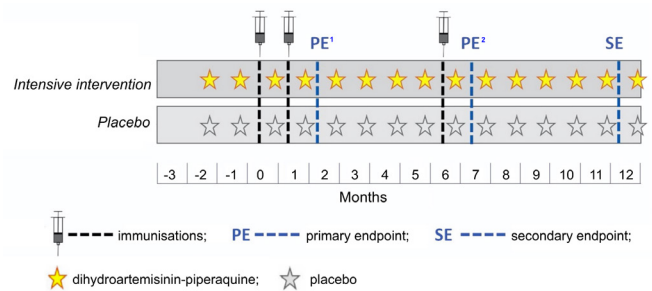 PE¹ PE² SE
Intensive intervention
Placebo
-3 -2 -1 0 1 2 3 4 5 6 7 8 9 10 11 12
Months
immunisations; PE primary endpoint; SE secondary endpoint;
dihydroartemisinin-piperaquine; placebo